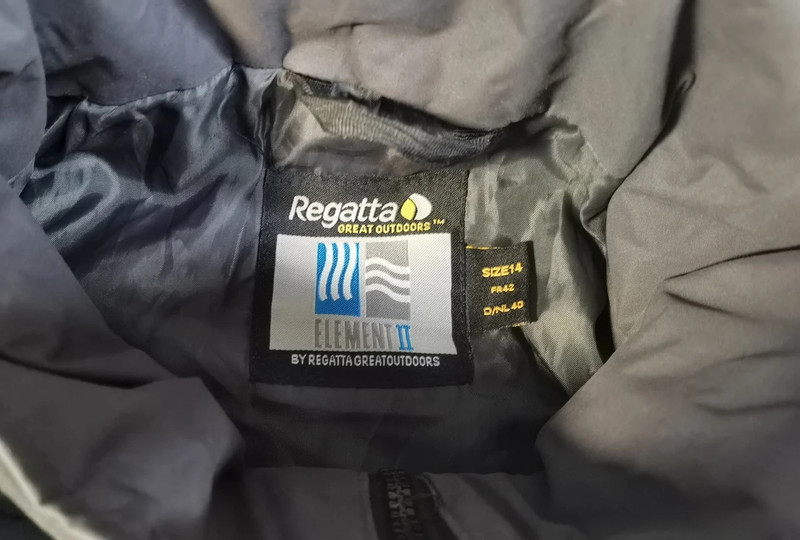 Regatta
GREAT OUTDOORS™
ELEMENT II
BY REGATTA GREATOUTDOORS
SIZE14
FR42
D/NL 40